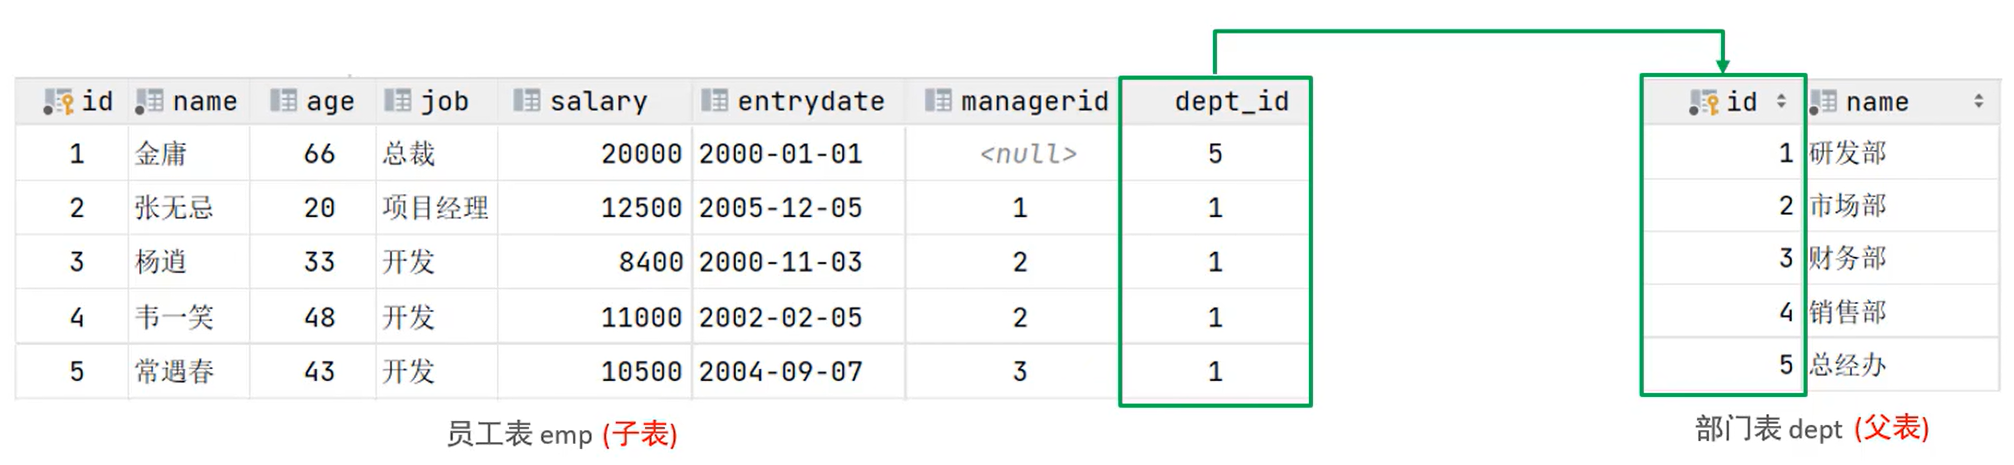 id name age job salary entrydate managerid dept_id
1 金庸 66 总裁 20000 2000-01-01 <null> 5
2 张无忌 20 项目经理 12500 2005-12-05 1 1
3 杨逍 33 开发 8400 2000-11-03 2 1
4 韦一笑 48 开发 11000 2002-02-05 2 1
5 常遇春 43 开发 10500 2004-09-07 3 1
员工表 emp (子表)
id name
1 研发部
2 市场部
3 财务部
4 销售部
5 总经办
部门表 dept (父表)